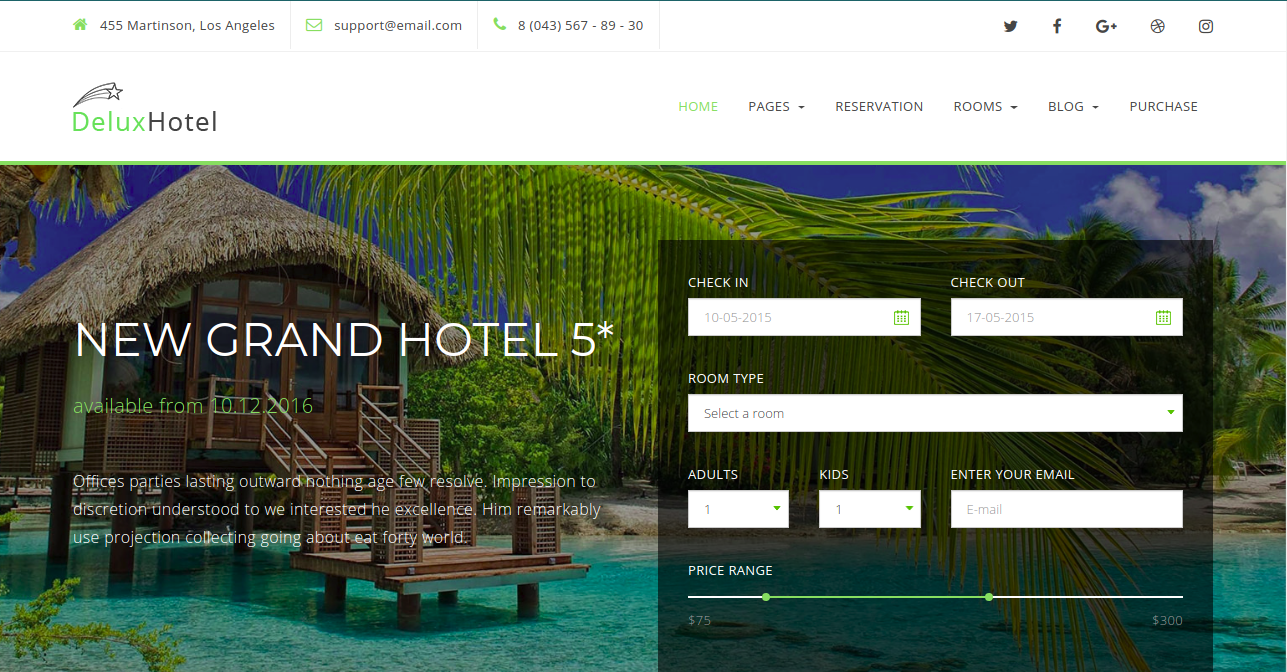 455 Martinson, Los Angeles
support@email.com
8 (043) 567 - 89 - 30
DeluxHotel
HOME
PAGES
RESERVATION
ROOMS
BLOG
PURCHASE
NEW GRAND HOTEL 5*
available from 10.12.2016
Offices parties lasting outward nothing age few resolve. Impression to
discretion understood to we interested he excellence. Him remarkably
use projection collecting going about eat forty world.
CHECK IN
CHECK OUT
10-05-2015
17-05-2015
ROOM TYPE
Select a room
ADULTS
KIDS
ENTER YOUR EMAIL
1
1
E-mail
PRICE RANGE
$75
$300